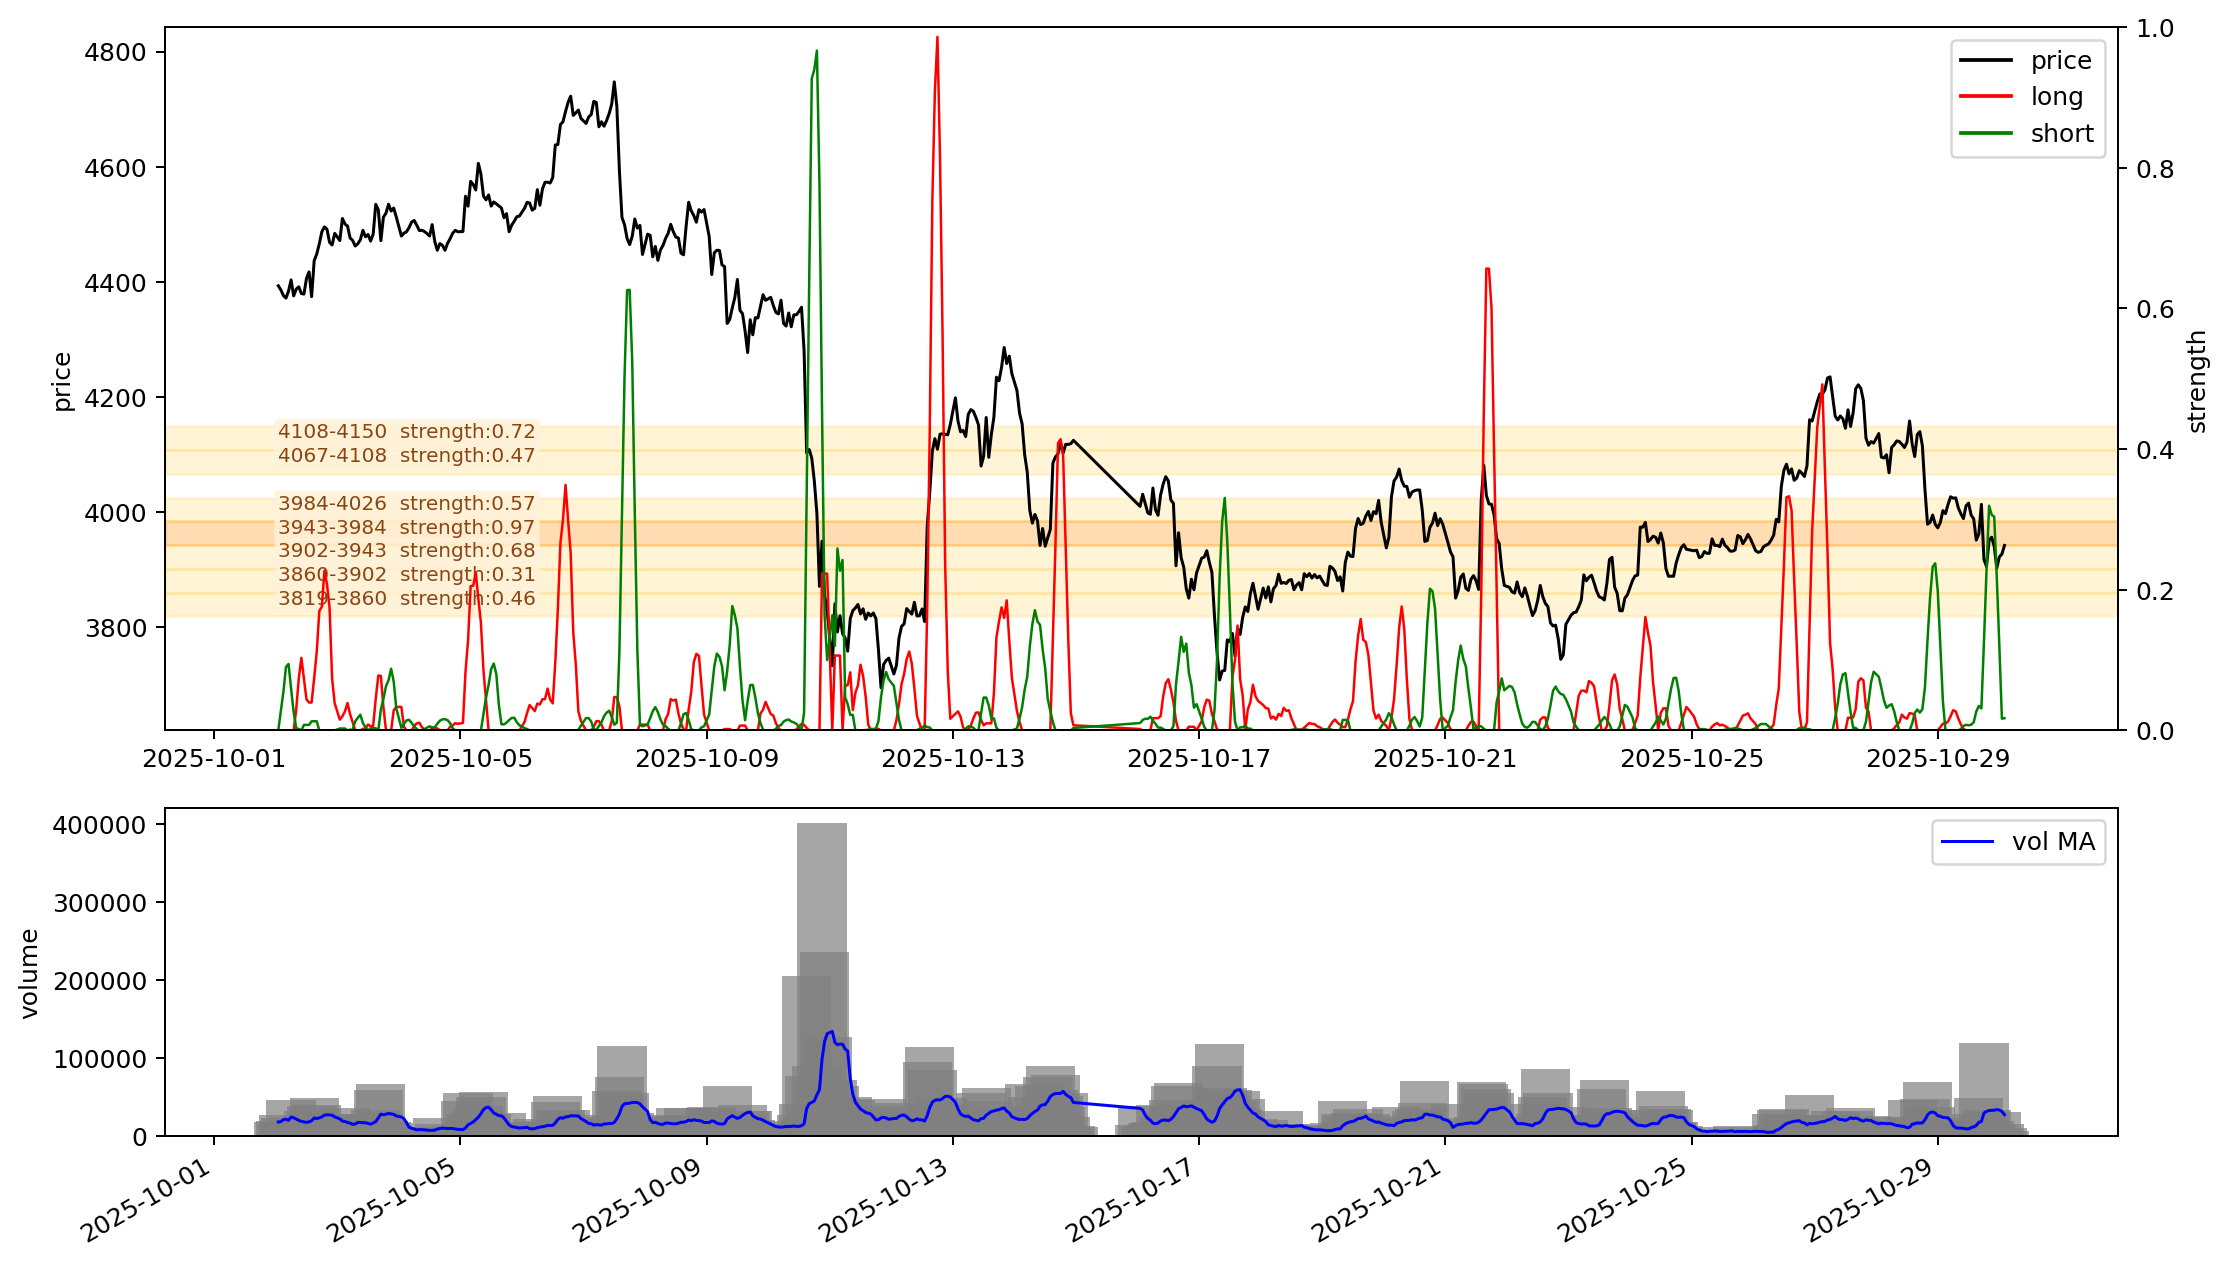 4800
4600
4400
4200
4000
3800
price
1.0
0.8
0.6
0.4
0.2
0.0
strength
price
long
short
4108-4150 strength:0.72
4067-4108 strength:0.47
3984-4026 strength:0.57
3943-3984 strength:0.97
3902-3943 strength:0.68
3860-3902 strength:0.31
3819-3860 strength:0.46
2025-10-01
2025-10-05
2025-10-09
2025-10-13
2025-10-17
2025-10-21
2025-10-25
2025-10-29
400000
300000
200000
100000
0
volume
vol MA
2025-10-01
2025-10-05
2025-10-09
2025-10-13
2025-10-17
2025-10-21
2025-10-25
2025-10-29